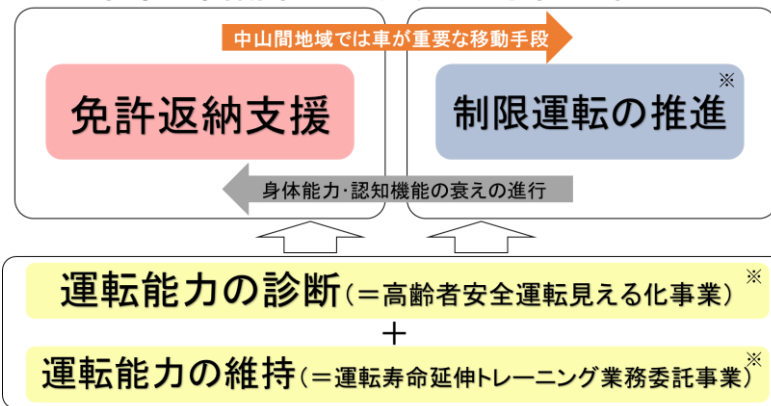 中山間地域では車が重要な移動手段
免許返納支援
制限運転の推進※
身体能力・認知機能の衰えの進行
運転能力の診断(=高齢者安全運転見える化事業)※
+
運転能力の維持(=運転寿命延伸トレーニング業務委託事業)※